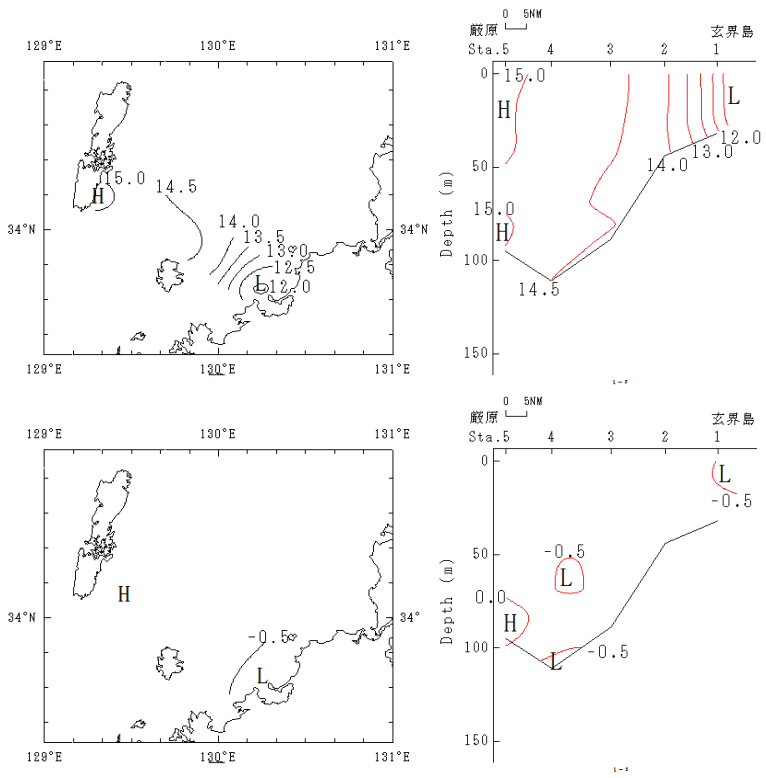 129°E 130°E 131°E
15.0
H
14.5
34°N 34°N
14.0
13.5
13.0
12.5
L
12.0
129°E 130°E 131°E
0 5NM
厳原 玄界島
Sta.5 4 3 2 1
0
15.0
H
L
50
12.0
13.0
14.0
15.0
H
100
14.5
150
Depth (m)
129°E 130°E 131°E
H
34°N 34°
-0.5
L
129°E 130°E 131°E
0 5NM
厳原 玄界島
Sta.5 4 3 2 1
0
L
-0.5
50
-0.5
L
0.0
H
100
L
-0.5
150
Depth (m)